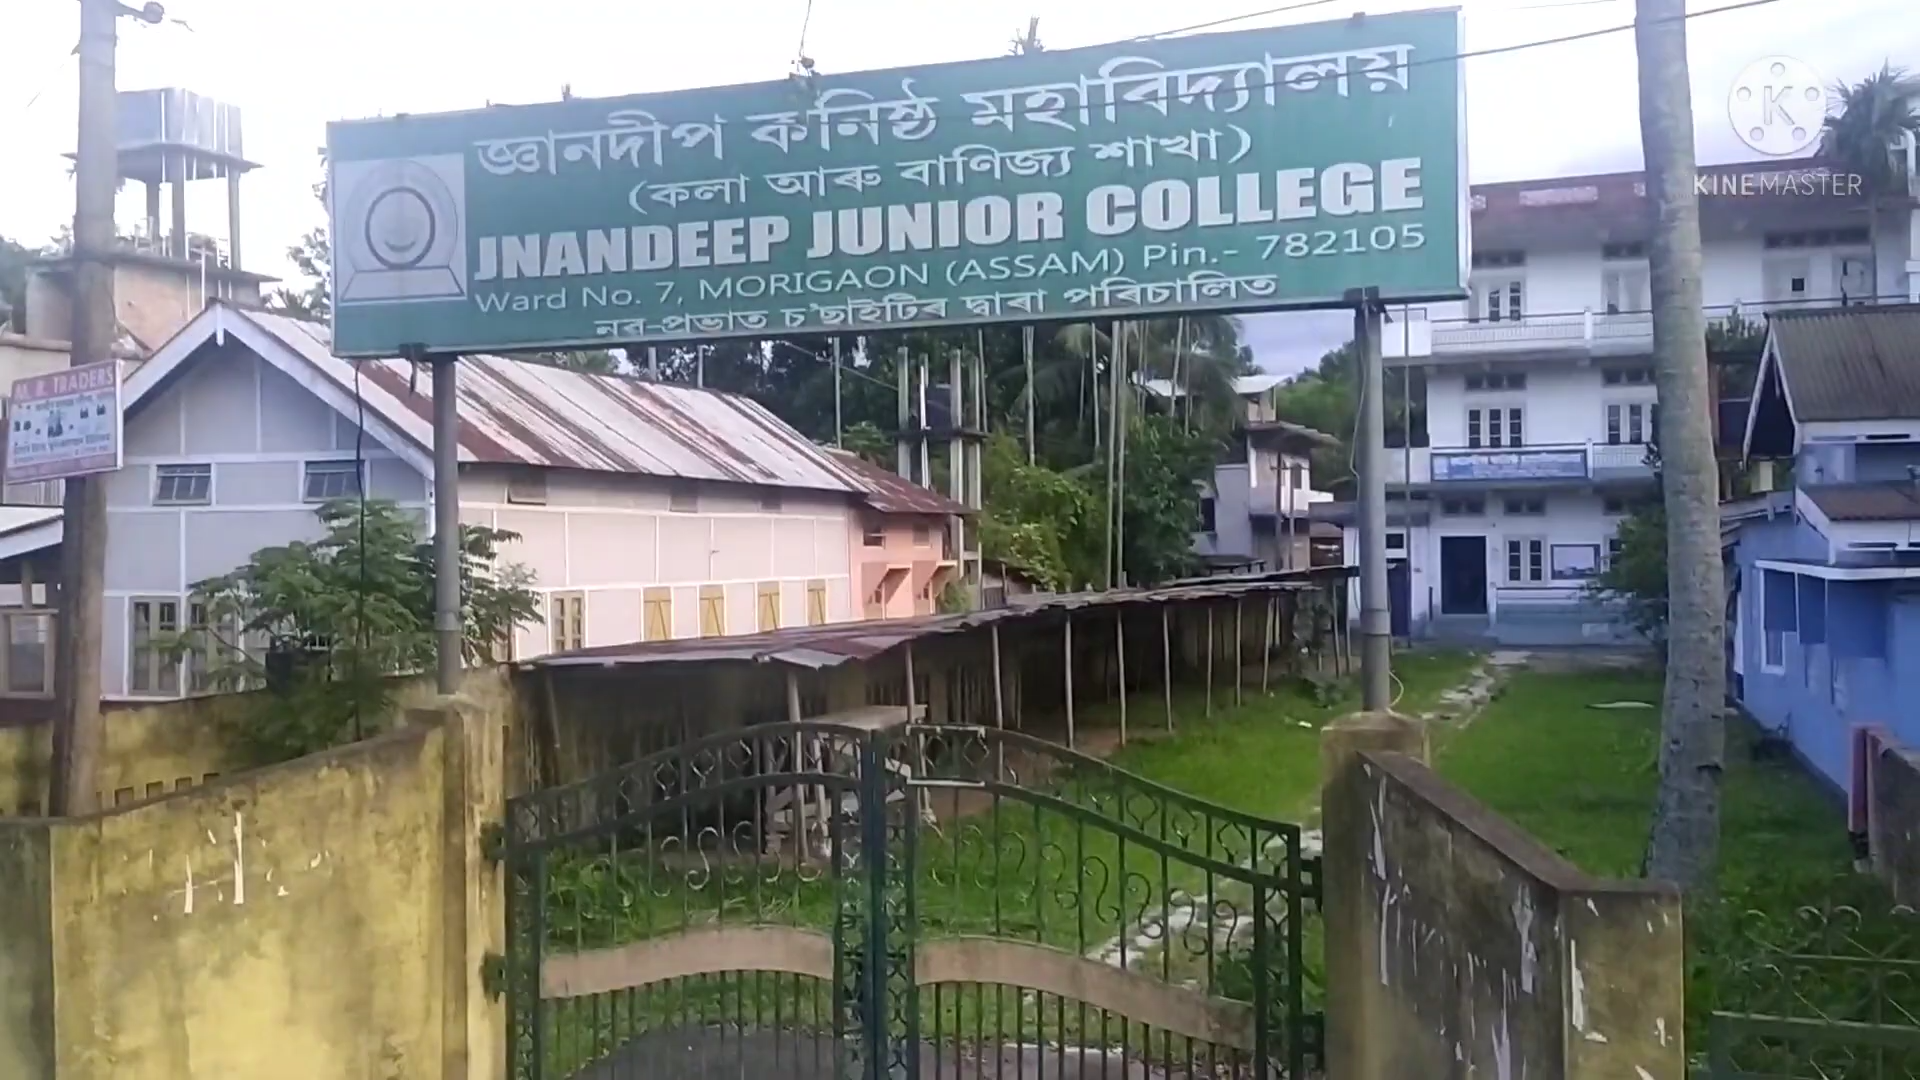 জ্ঞানদীপ কনিষ্ঠ মহাবিদ্যালয়
(কলা আৰু বাণিজ্য শাখা)
JNANDEEP JUNIOR COLLEGE
Ward No. 7, MORIGAON (ASSAM) Pin.- 782105
নৱ-প্ৰভাত চ'ছাইটিৰ দ্বাৰা পৰিচালিত
M. R. TRADERS
K
KINEMASTER